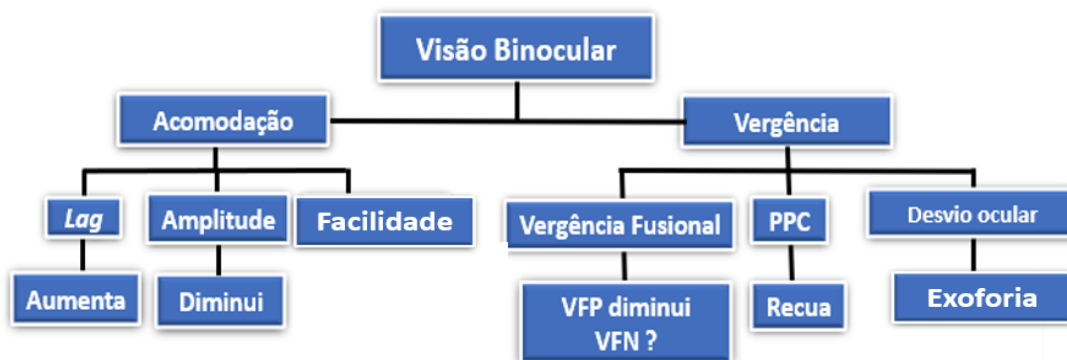 Visão Binocular
Acomodação
Vergência
Lag
Amplitude
Facilidade
Vergência Fusional
PPC
Desvio ocular
Aumenta
Diminui
VFP diminui
VFN ?
Recua
Exoforia